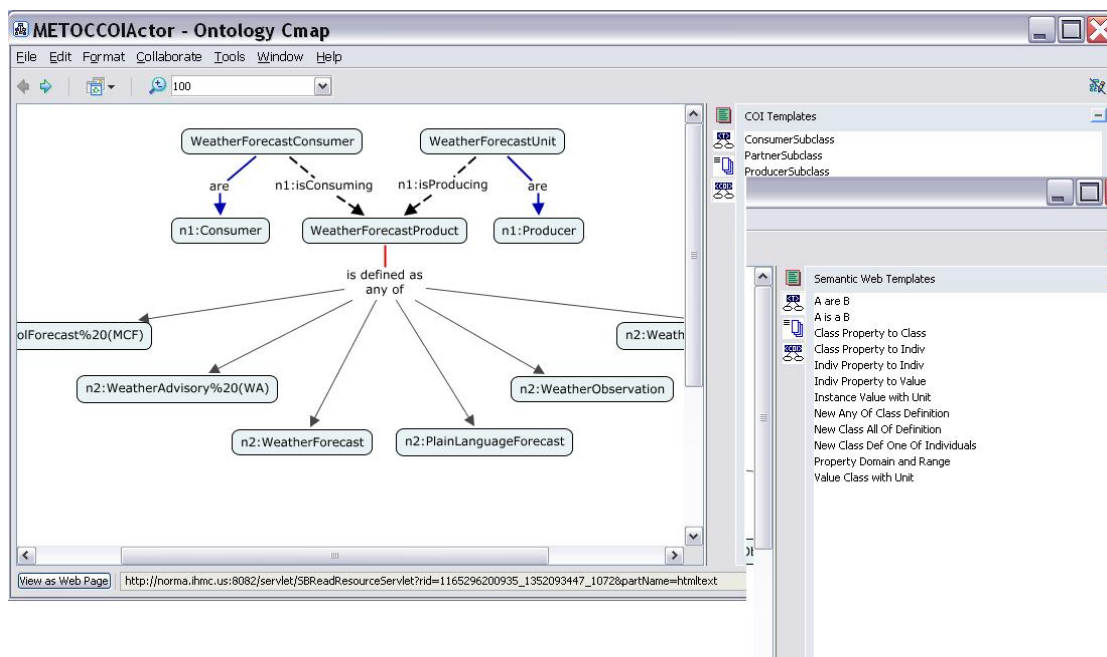 METOCCOIActor - Ontology Cmap
File Edit Format Collaborate Tools Window Help
100
WeatherForecastConsumer
WeatherForecastUnit
are
n1:isConsuming
n1:isProducing
are
n1:Consumer
WeatherForecastProduct
n1:Producer
is defined as
any of
olForecast%20(MCF)
n2:Weath
n2:WeatherAdvisory%20(WA)
n2:WeatherObservation
n2:WeatherForecast
n2:PlainLanguageForecast
View as Web Page
http://norma.ihmc.us:8082/servlet/SBReadResourceServlet?rid=1165296200935_1352093447_1072&partName=htmltext
COI Templates
ConsumerSubclass
PartnerSubclass
ProducerSubclass
Semantic Web Templates
A are B
A is a B
Class Property to Class
Class Property to Indiv
Indiv Property to Indiv
Indiv Property to Value
Instance Value with Unit
New Any Of Class Definition
New Class All Of Definition
New Class Def One Of Individuals
Property Domain and Range
Value Class with Unit